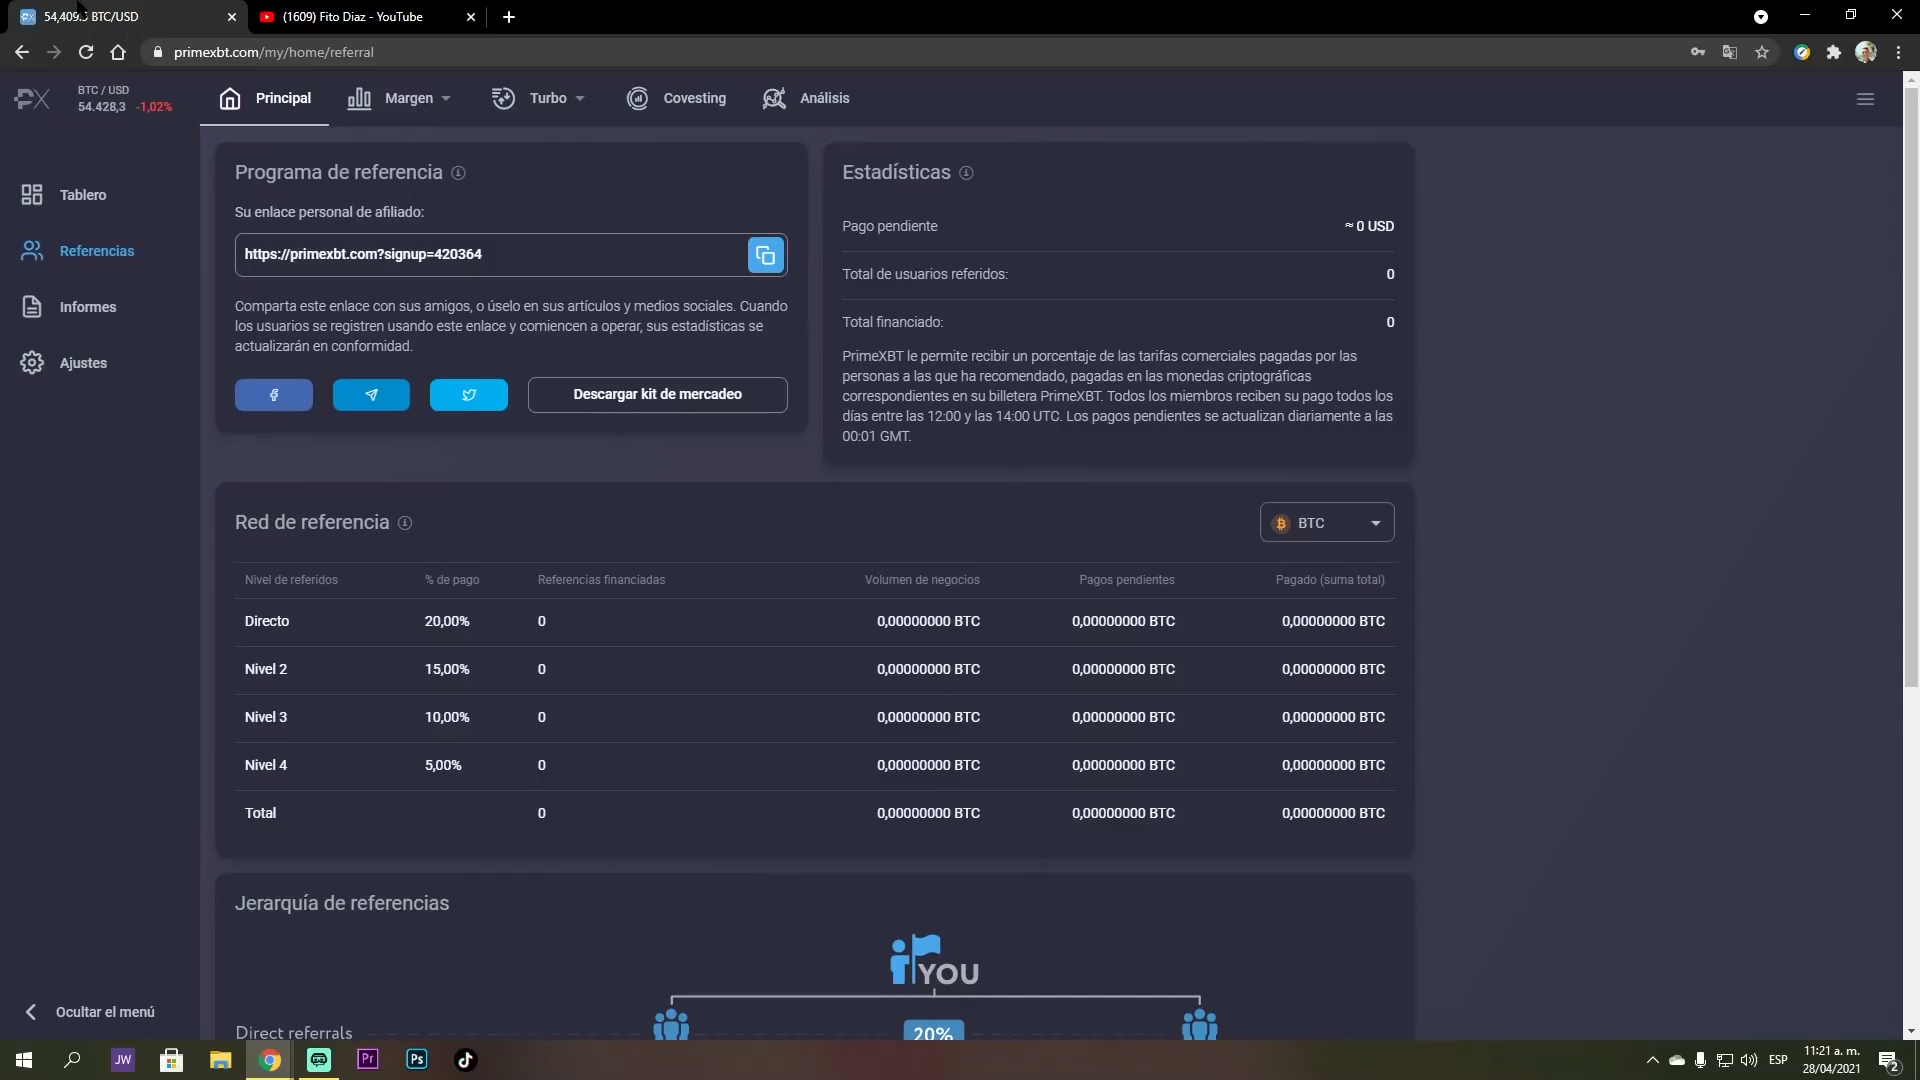 54,409.5 BTC/USD
(1609) Fito Diaz - YouTube
primexbt.com/my/home/referral
PX
BTC / USD
54.428,3 -1,02%
Principal
Margen
Turbo
Covesting
Análisis
Tablero
Referencias
Informes
Ajustes
Ocultar el menú
Programa de referencia
Su enlace personal de afiliado:
https://primexbt.com?signup=420364
Comparta este enlace con sus amigos, o úselo en sus artículos y medios sociales. Cuando
los usuarios se registren usando este enlace y comiencen a operar, sus estadísticas se
actualizarán en conformidad.
Descargar kit de mercadeo
Estadísticas
Pago pendiente ≈ 0 USD
Total de usuarios referidos: 0
Total financiado: 0
PrimeXBT le permite recibir un porcentaje de las tarifas comerciales pagadas por las
personas a las que ha recomendado, pagadas en las monedas criptográficas
correspondientes en su billetera PrimeXBT. Todos los miembros reciben su pago todos los
días entre las 12:00 y las 14:00 UTC. Los pagos pendientes se actualizan diariamente a las
00:01 GMT.
Red de referencia
BTC
Nivel de referidos % de pago Referencias financiadas Volumen de negocios Pagos pendientes Pagado (suma total)
Directo 20,00% 0 0,00000000 BTC 0,00000000 BTC 0,00000000 BTC
Nivel 2 15,00% 0 0,00000000 BTC 0,00000000 BTC 0,00000000 BTC
Nivel 3 10,00% 0 0,00000000 BTC 0,00000000 BTC 0,00000000 BTC
Nivel 4 5,00% 0 0,00000000 BTC 0,00000000 BTC 0,00000000 BTC
Total 0 0,00000000 BTC 0,00000000 BTC 0,00000000 BTC
Jerarquía de referencias
YOU
Direct referrals 20%
JW
Pr
Ps
ESP
11:21 a. m.
28/04/2021
2